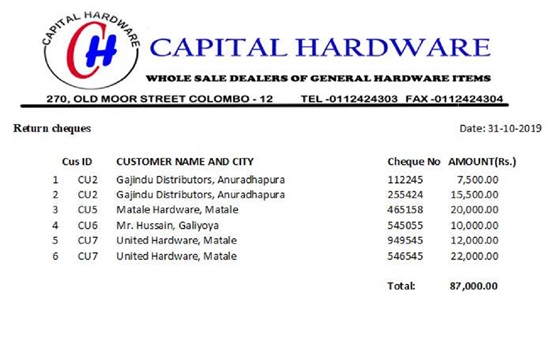 CAPITAL HARDWARE
CH
CAPITAL HARDWARE
WHOLE SALE DEALERS OF GENERAL HARDWARE ITEMS
270, OLD MOOR STREET COLOMBO - 12 TEL -0112424303 FAX -0112424304
Return cheques Date: 31-10-2019
Cus ID CUSTOMER NAME AND CITY Cheque No AMOUNT(Rs.)
1 CU2 Gajindu Distributors, Anuradhapura 112245 7,500.00
2 CU2 Gajindu Distributors, Anuradhapura 255424 15,500.00
3 CU5 Matale Hardware, Matale 465158 20,000.00
4 CU6 Mr. Hussain, Galiyoya 545055 10,000.00
5 CU7 United Hardware, Matale 949545 12,000.00
6 CU7 United Hardware, Matale 546545 22,000.00
Total: 87,000.00